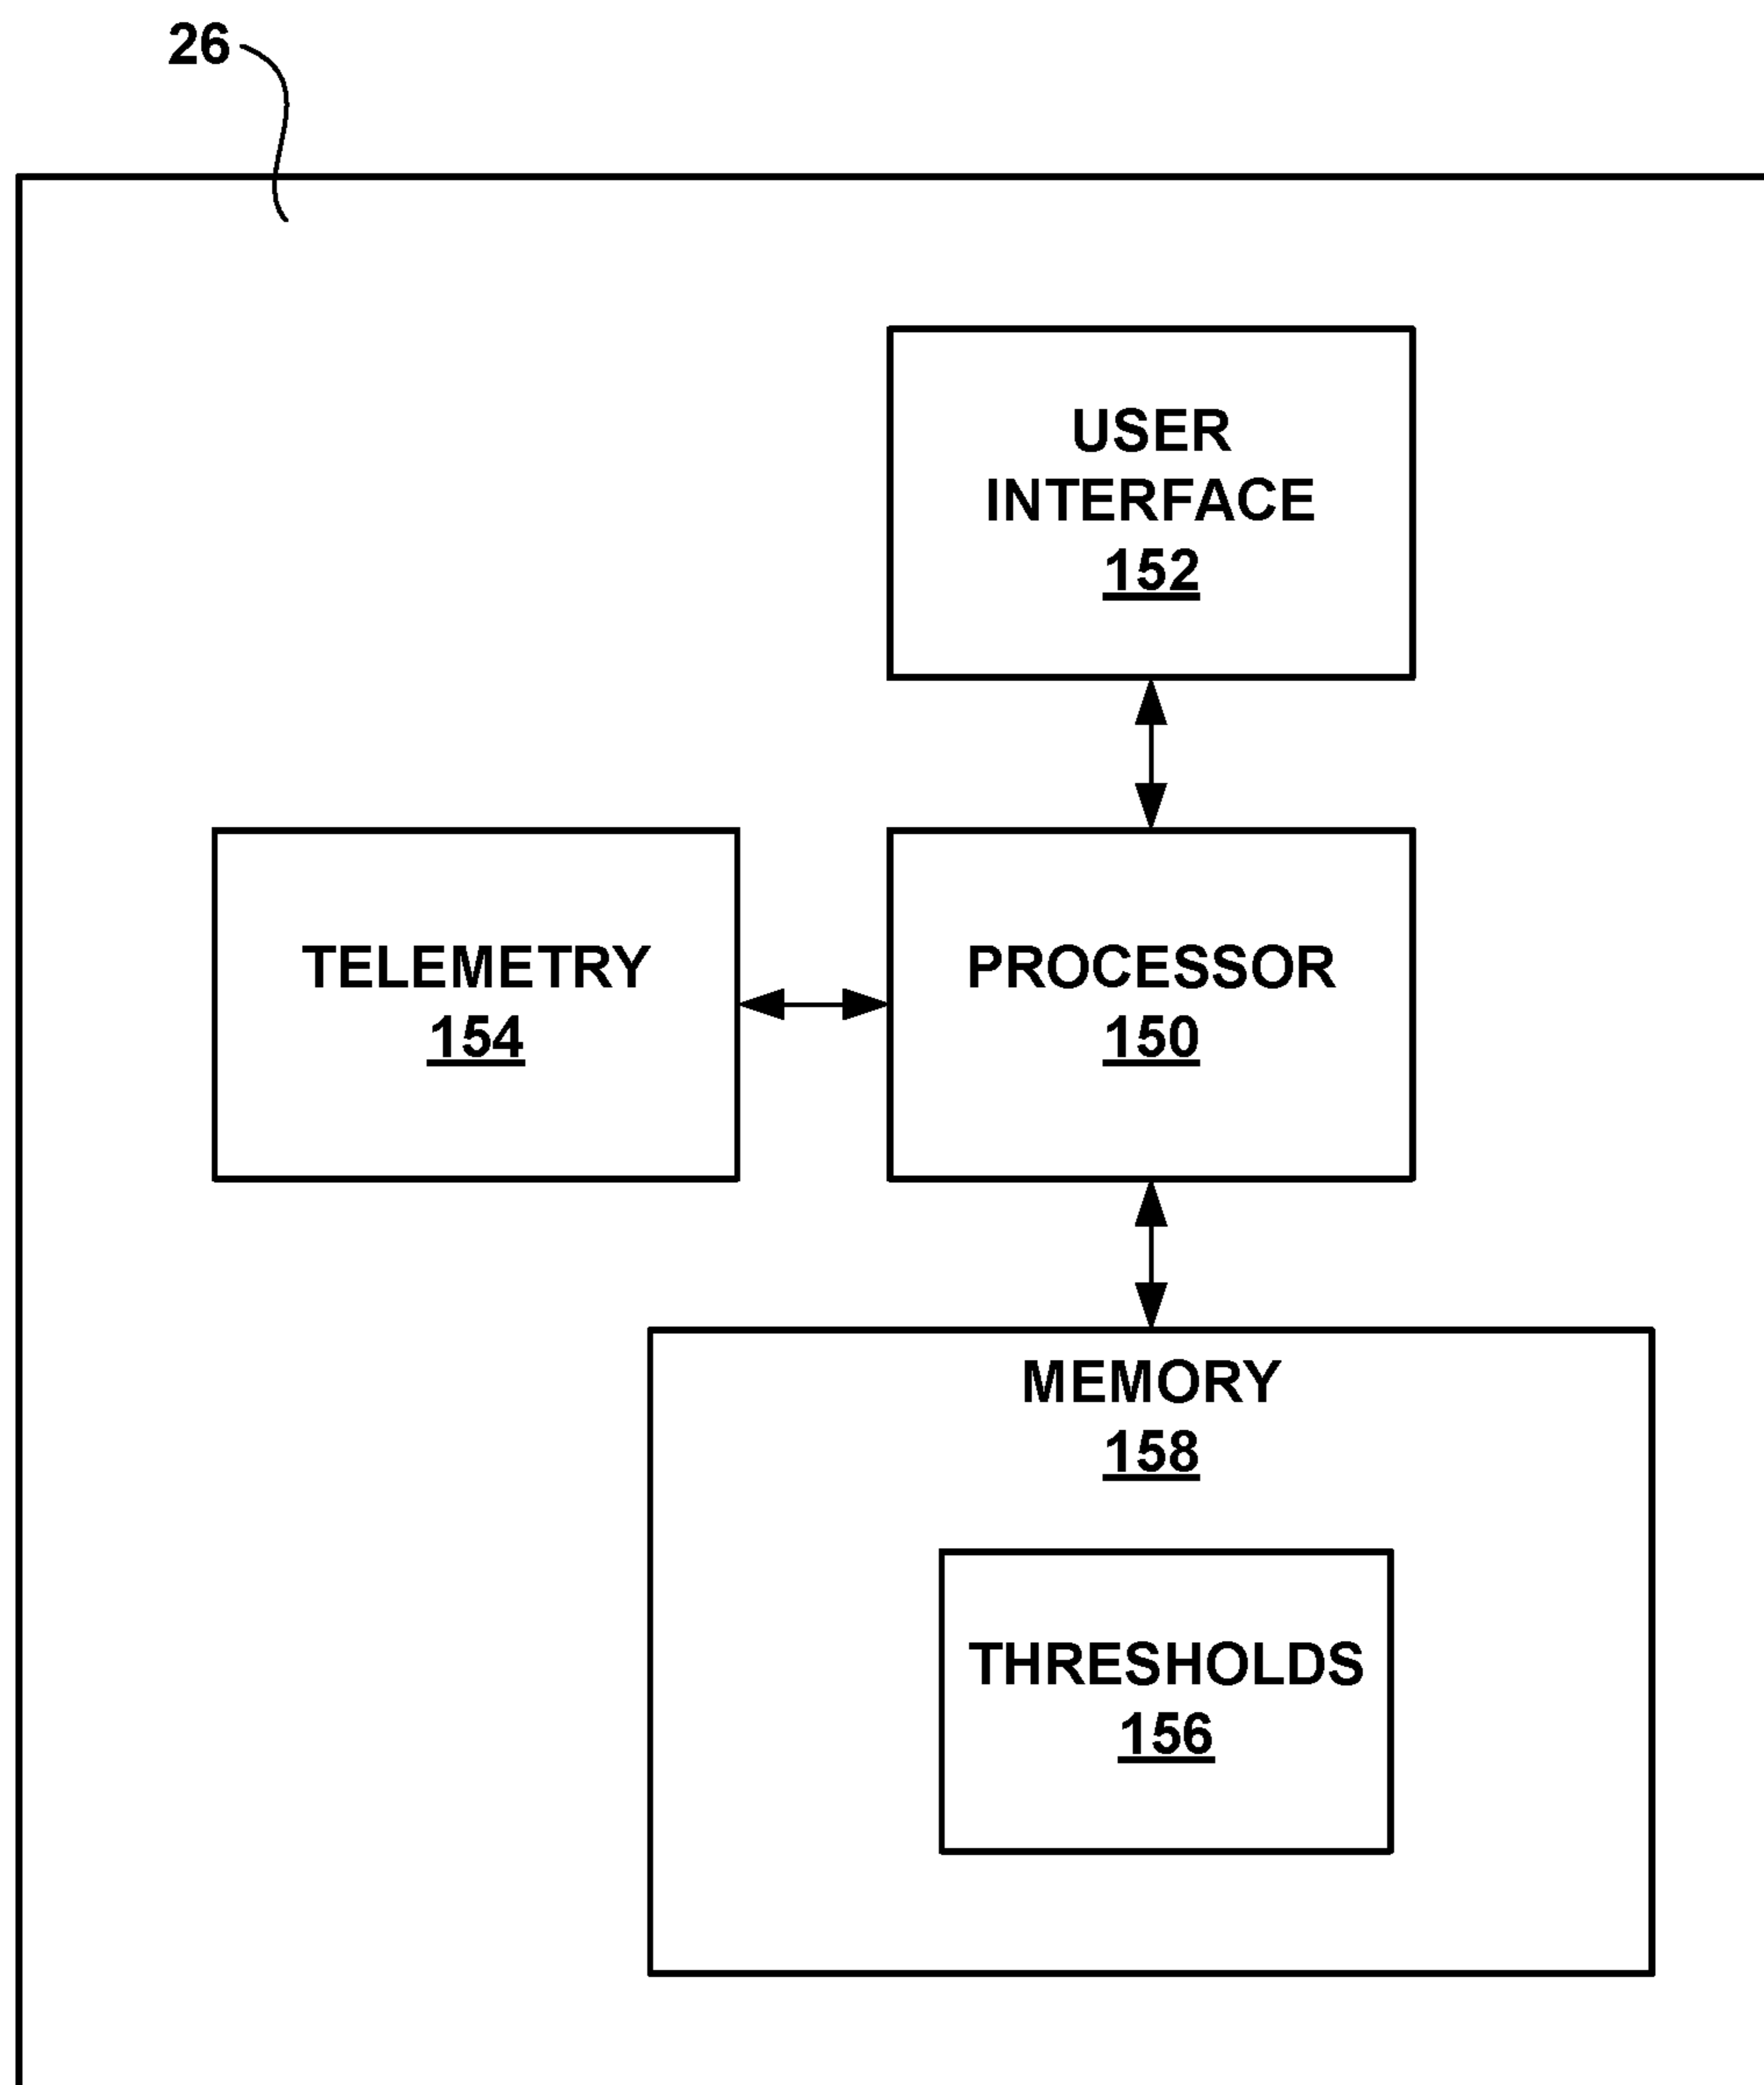 26
USER
INTERFACE
152
TELEMETRY
154
PROCESSOR
150
MEMORY
158
THRESHOLDS
156